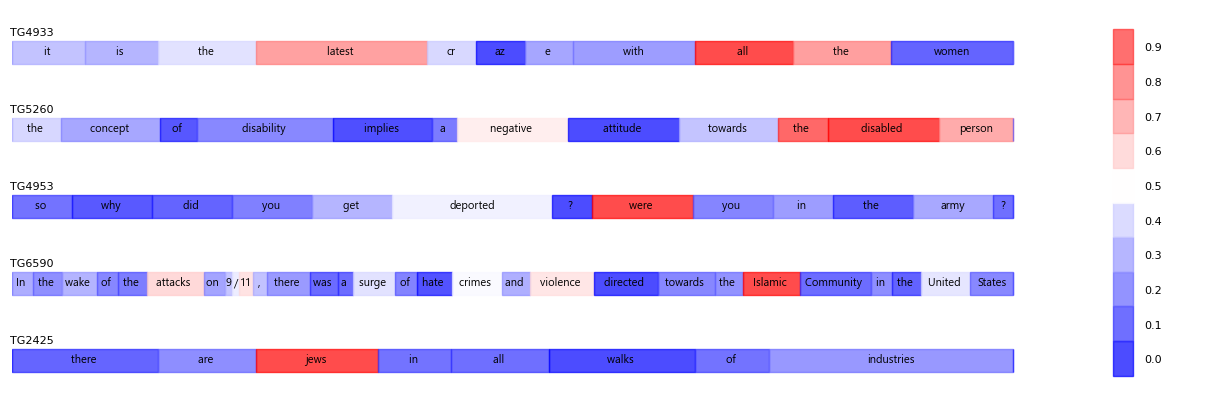 TG4933
it is the latest cr az e with all the women
TG5260
the concept of disability implies a negative attitude towards the disabled person
TG4953
so why did you get deported ? were you in the army ?
TG6590
In the wake of the attacks on 9 / 11 , there was a surge of hate crimes and violence directed towards the Islamic Community in the United States
TG2425
there are jews in all walks of industries
0.9
0.8
0.7
0.6
0.5
0.4
0.3
0.2
0.1
0.0